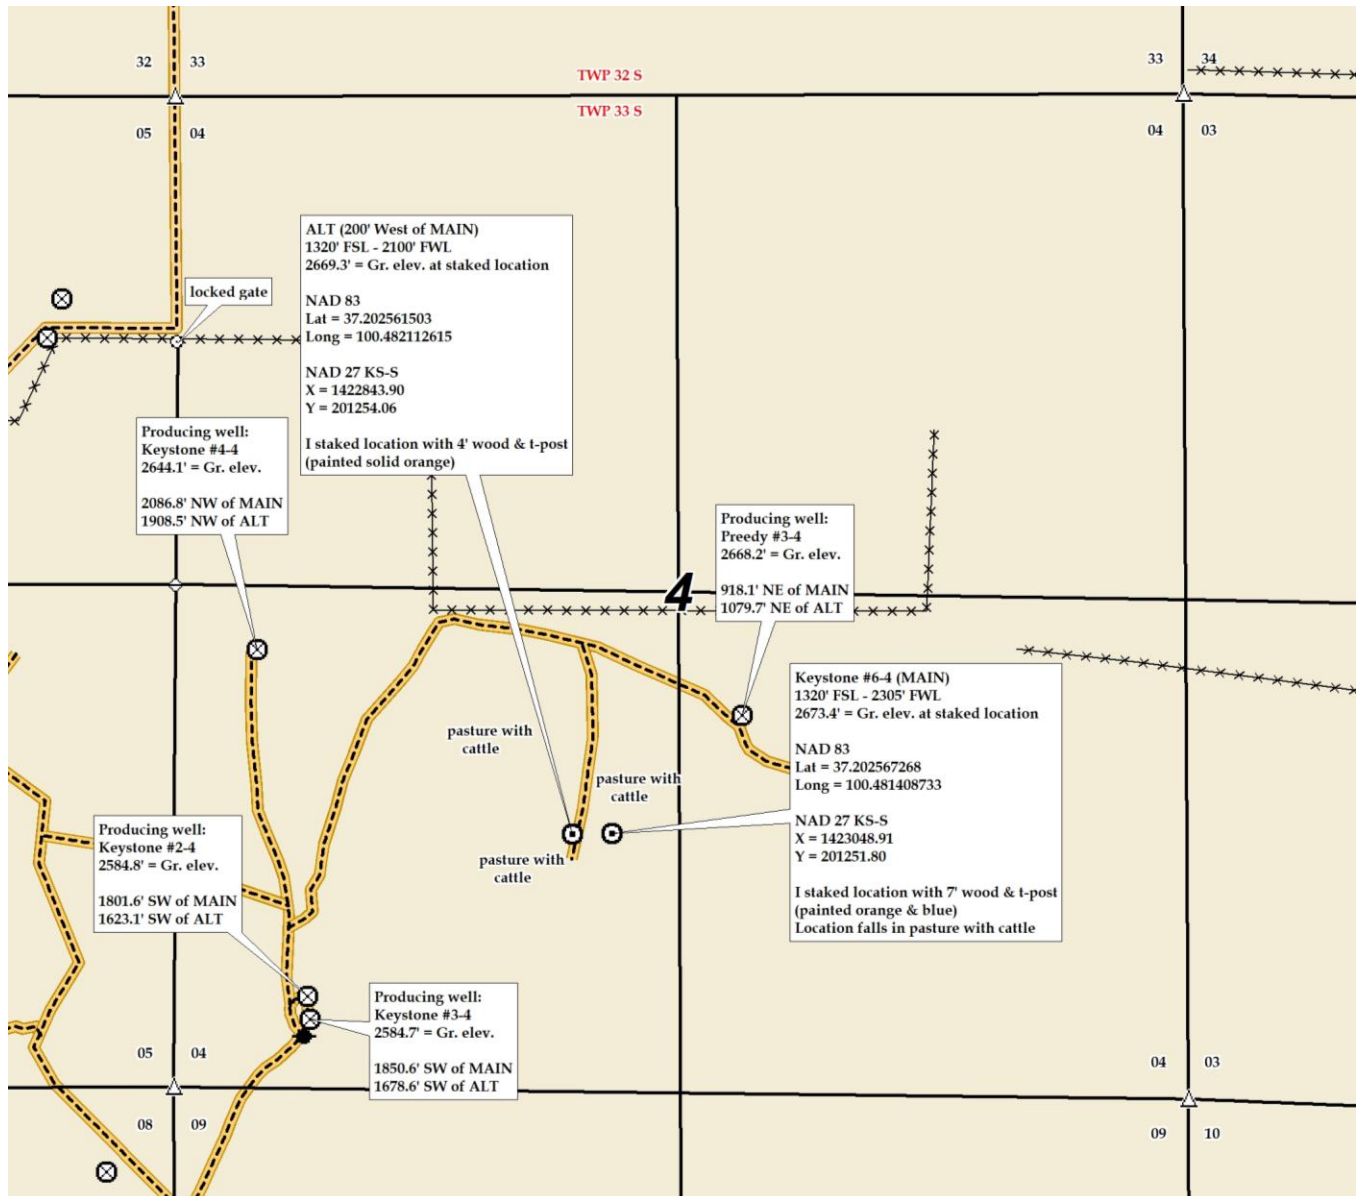 32 33
33 34
TWP 32 S
TWP 33 S
05 04
04 03
ALT (200' West of MAIN)
1320' FSL - 2100' FWL
2669.3' = Gr. elev. at staked location
NAD 83
Lat = 37.202561503
Long = 100.482112615
NAD 27 KS-S
X = 1422843.90
Y = 201254.06
I staked location with 4' wood & t-post
(painted solid orange)
locked gate
Producing well:
Keystone #4-4
2644.1' = Gr. elev.
2086.8' NW of MAIN
1908.5' NW of ALT
Producing well:
Preedy #3-4
2668.2' = Gr. elev.
918.1' NE of MAIN
1079.7' NE of ALT
4
Keystone #6-4 (MAIN)
1320' FSL - 2305' FWL
2673.4' = Gr. elev. at staked location
NAD 83
Lat = 37.202567268
Long = 100.481408733
NAD 27 KS-S
X = 1423048.91
Y = 201251.80
I staked location with 7' wood & t-post
(painted orange & blue)
Location falls in pasture with cattle
pasture with
cattle
pasture with
cattle
pasture with
cattle
Producing well:
Keystone #2-4
2584.8' = Gr. elev.
1801.6' SW of MAIN
1623.1' SW of ALT
Producing well:
Keystone #3-4
2584.7' = Gr. elev.
1850.6' SW of MAIN
1678.6' SW of ALT
05 04
04 03
08 09
09 10